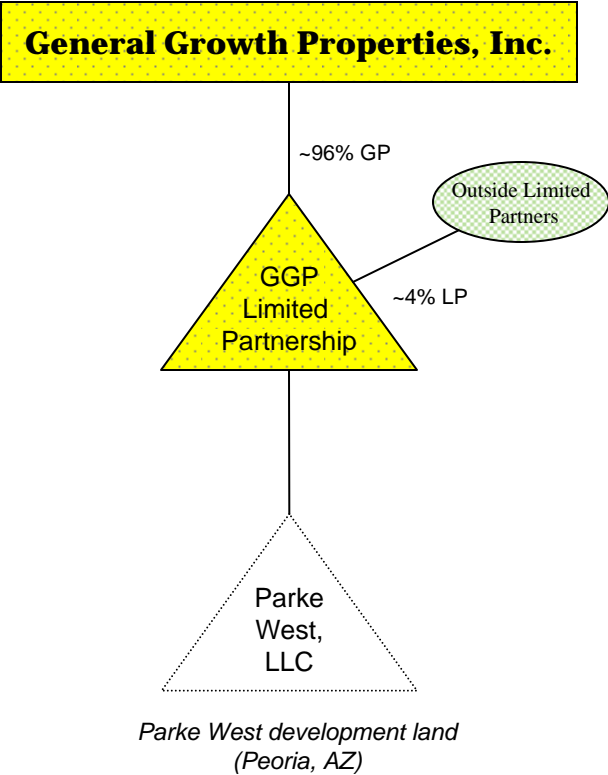 General Growth Properties, Inc.
~96% GP
Outside Limited
Partners
GGP
Limited
Partnership
~4% LP
Parke
West,
LLC
Parke West development land
(Peoria, AZ)